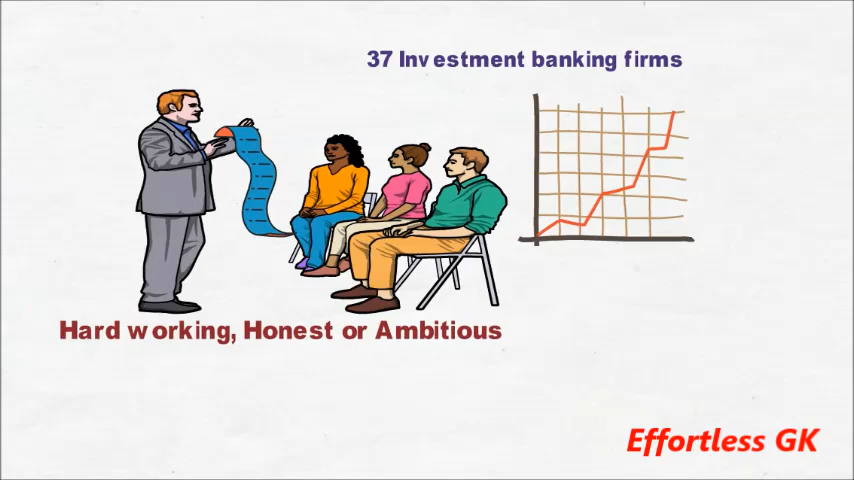 37 Investment banking firms
Hard working, Honest or Ambitious
Effortless GK